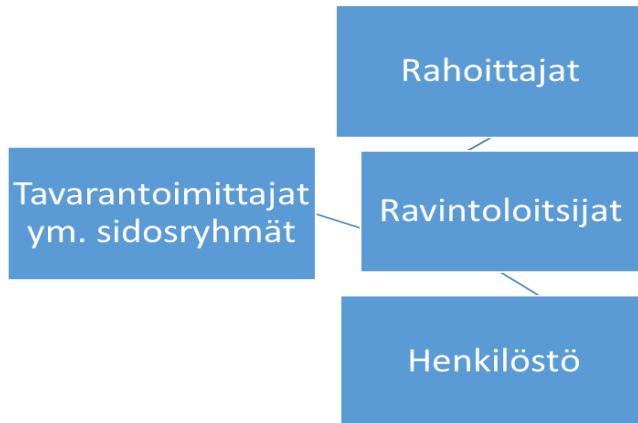 Rahoittajat
Tavarantoimittajat
ym. sidosryhmät
Ravintoloitsijat
Henkilöstö